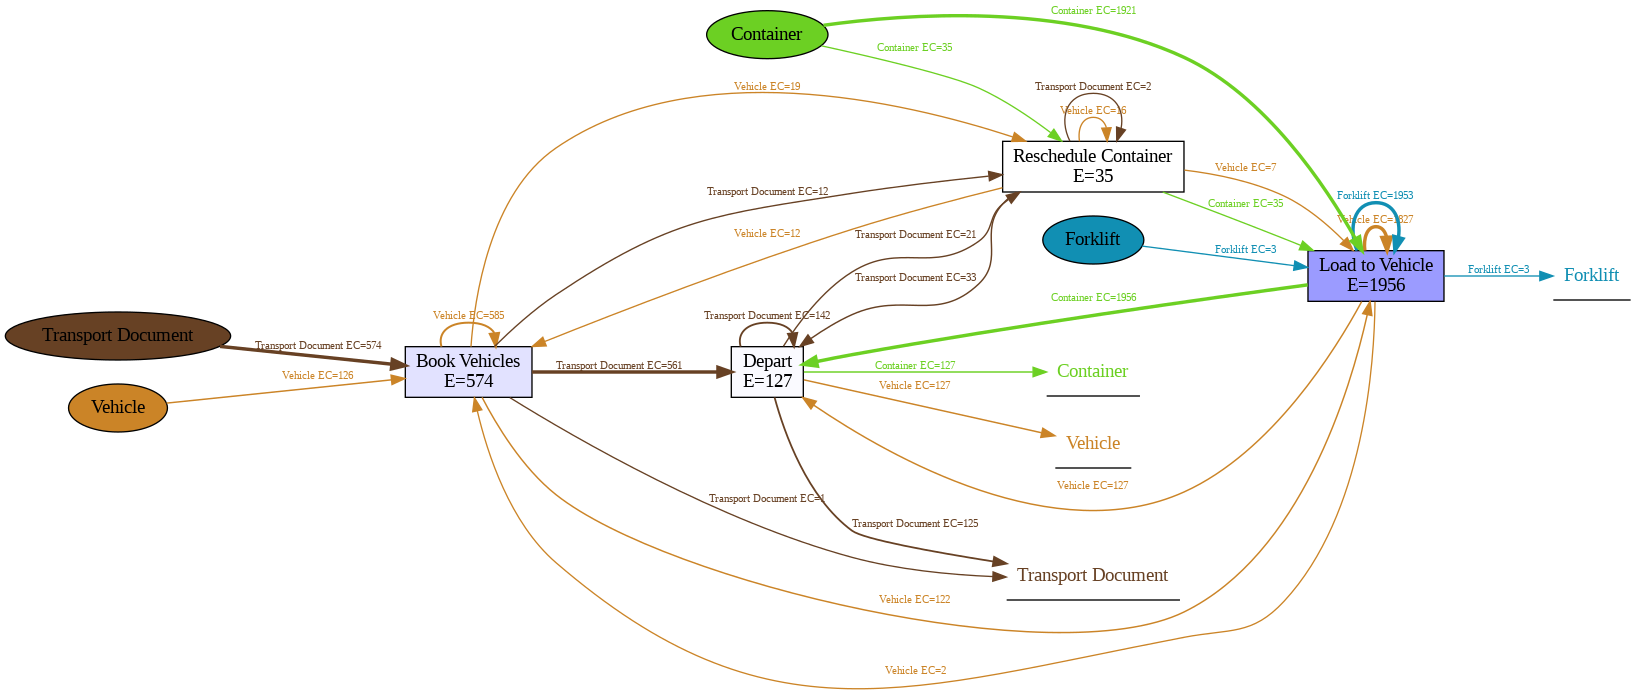 Container EC=1921
Container
Container EC=35
Vehicle EC=19
Transport Document EC=2
Vehicle EC=16
Reschedule Container
E=35
Vehicle EC=7
Transport Document EC=12
Container EC=35
Forklift EC=1953
Vehicle EC=1827
Vehicle EC=12
Transport Document EC=21
Forklift
Forklift EC=3
Load to Vehicle
E=1956
Forklift EC=3
Forklift
Transport Document EC=33
Container EC=1956
Vehicle EC=585
Transport Document EC=142
Transport Document
Transport Document EC=574
Book Vehicles
E=574
Transport Document EC=561
Depart
E=127
Container EC=127
Container
Vehicle EC=126
Vehicle EC=127
Vehicle
Vehicle
Vehicle EC=127
Transport Document EC=1
Transport Document EC=125
Transport Document
Vehicle EC=122
Vehicle EC=2